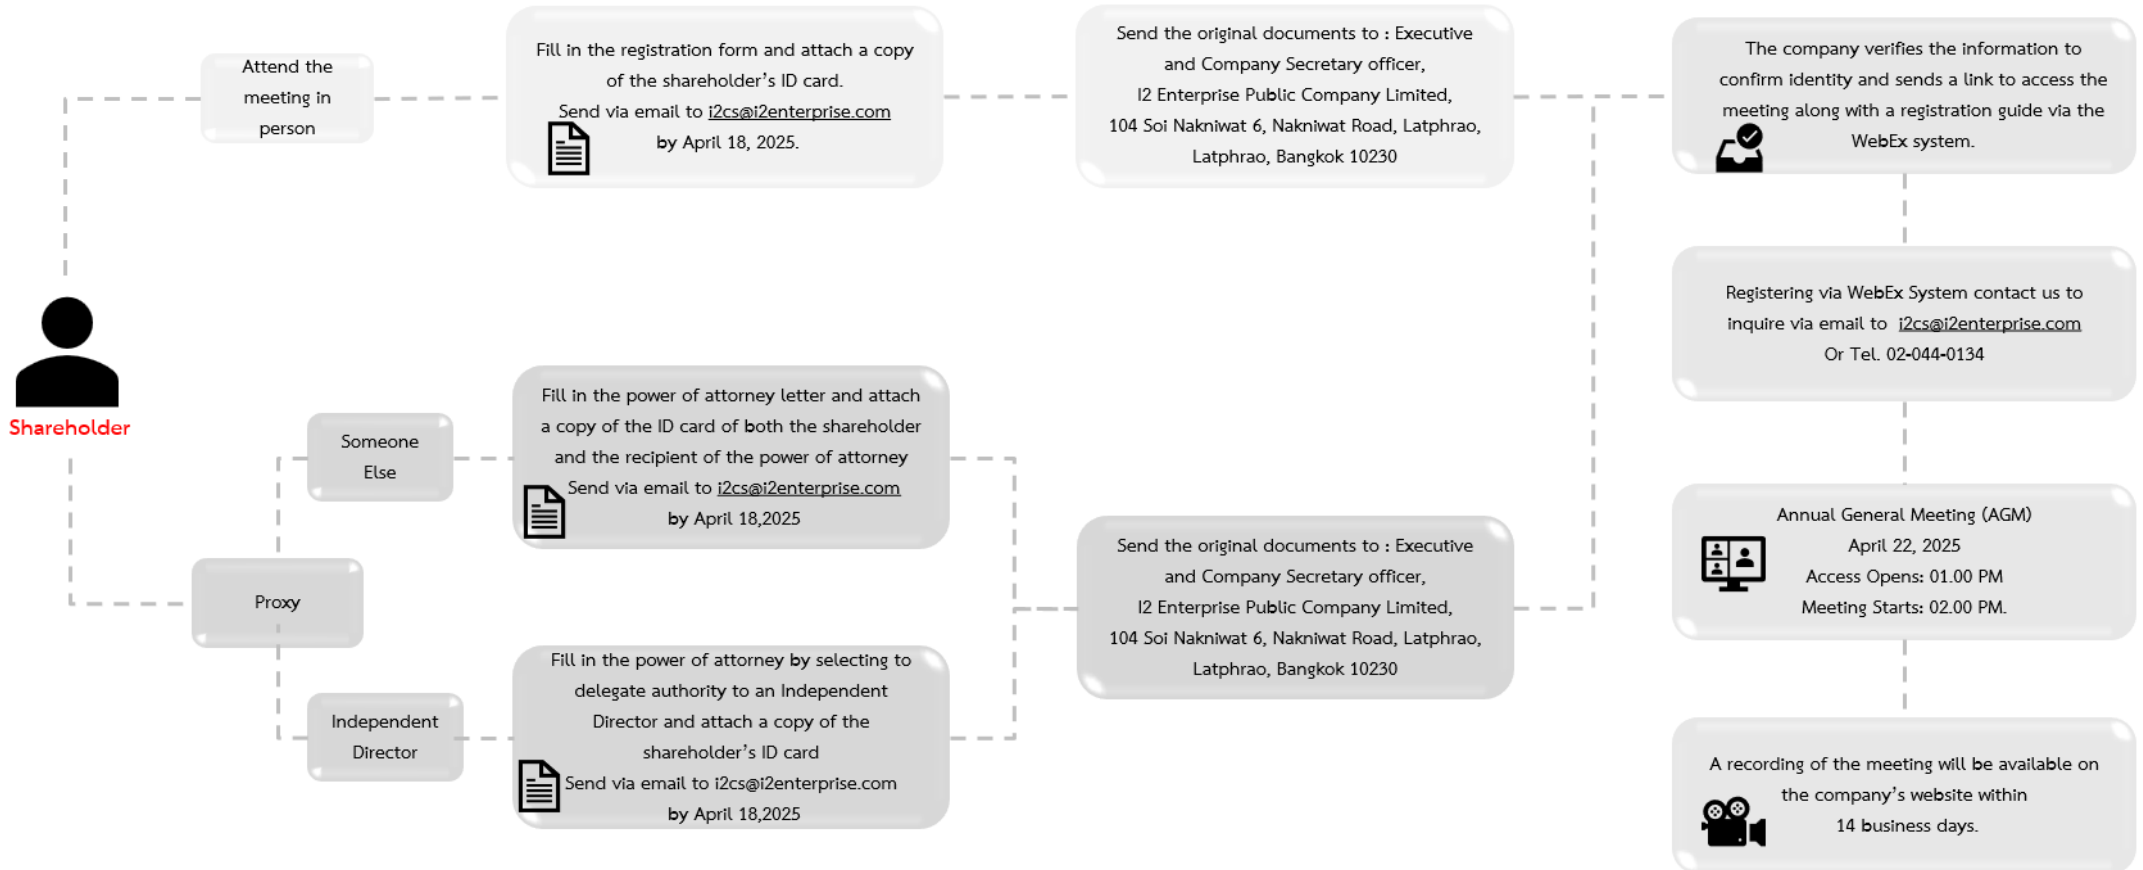 Attend the
meeting in
person
Fill in the registration form and attach a copy
of the shareholder's ID card.
Send via email to i2cs@i2enterprise.com
by April 18, 2025.
Send the original documents to : Executive
and Company Secretary officer,
I2 Enterprise Public Company Limited,
104 Soi Nakniwat 6, Nakniwat Road, Latphrao,
Latphrao, Bangkok 10230
The company verifies the information to
confirm identity and sends a link to access the
meeting along with a registration guide via the
WebEx system.
Registering via WebEx System contact us to
inquire via email to i2cs@i2enterprise.com
Or Tel. 02-044-0134
Shareholder
Someone
Else
Fill in the power of attorney letter and attach
a copy of the ID card of both the shareholder
and the recipient of the power of attorney
Send via email to i2cs@i2enterprise.com
by April 18,2025
Proxy
Independent
Director
Fill in the power of attorney by selecting to
delegate authority to an Independent
Director and attach a copy of the
shareholder's ID card
Send via email to i2cs@i2enterprise.com
by April 18,2025
Send the original documents to : Executive
and Company Secretary officer,
I2 Enterprise Public Company Limited,
104 Soi Nakniwat 6, Nakniwat Road, Latphrao,
Latphrao, Bangkok 10230
Annual General Meeting (AGM)
April 22, 2025
Access Opens: 01.00 PM
Meeting Starts: 02.00 PM.
A recording of the meeting will be available on
the company's website within
14 business days.